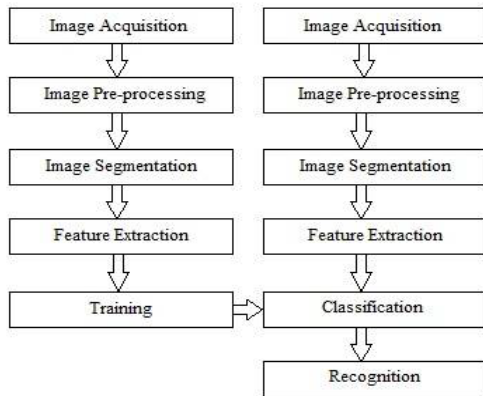 Image Acquisition
Image Pre-processing
Image Segmentation
Feature Extraction
Training
Image Acquisition
Image Pre-processing
Image Segmentation
Feature Extraction
Classification
Recognition